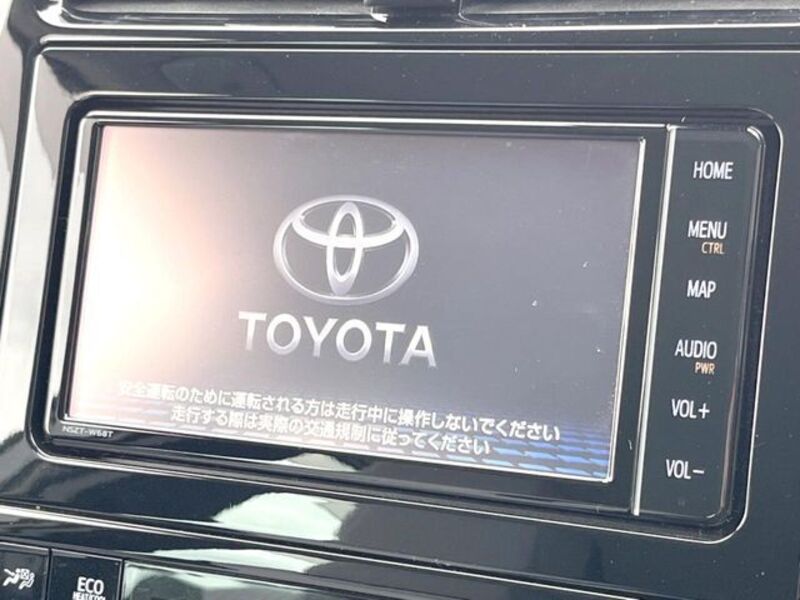 HOME
MENU
CTRL
MAP
AUDIO
PWR
VOL+
VOL-
TOYOTA
安全運転のために運転される方は走行中に操作しないでください
走行する際は実際の交通規制に従ってください
NSZT-W68T
ECO
HEAT/COOL